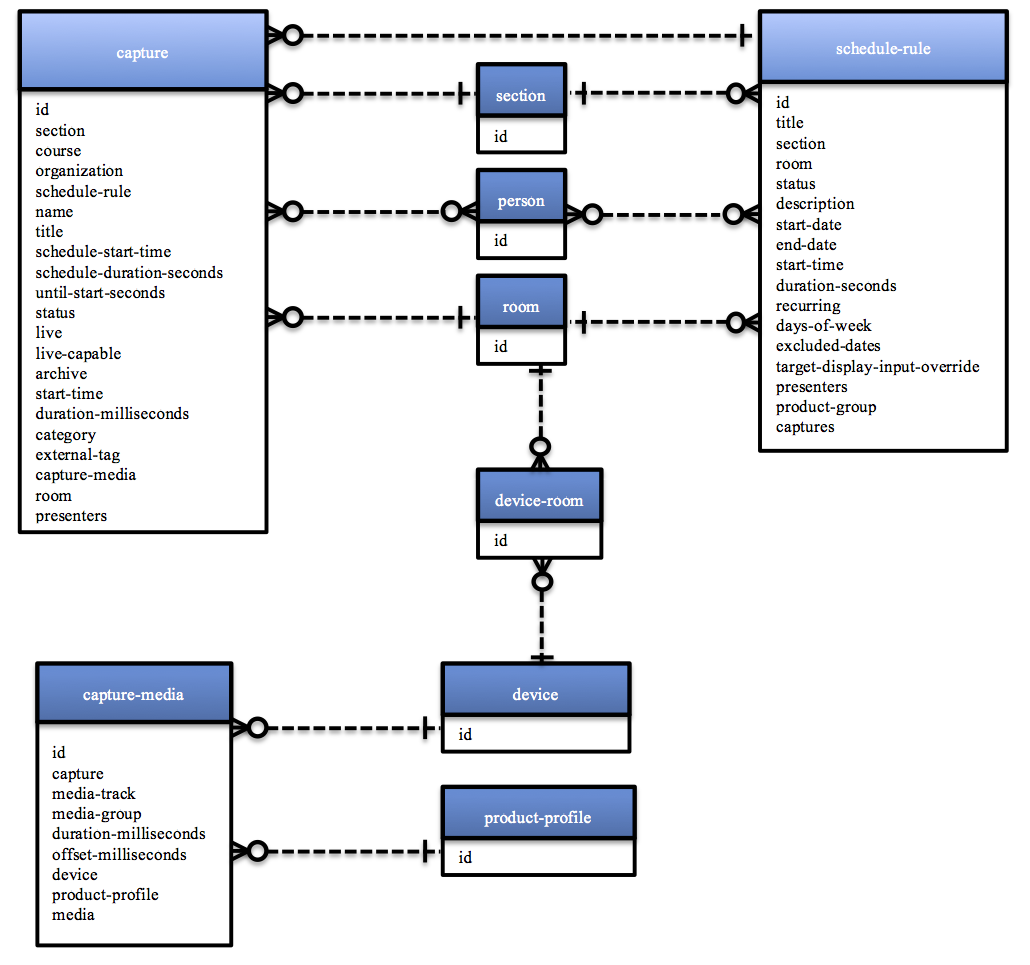 capture
id
section
course
organization
schedule-rule
name
title
schedule-start-time
schedule-duration-seconds
until-start-seconds
status
live
live-capable
archive
start-time
duration-milliseconds
category
external-tag
capture-media
room
presenters
section
id
person
id
room
id
device-room
id
schedule-rule
id
title
section
room
status
description
start-date
end-date
start-time
duration-seconds
recurring
days-of-week
excluded-dates
target-display-input-override
presenters
product-group
captures
capture-media
id
capture
media-track
media-group
duration-milliseconds
offset-milliseconds
device
product-profile
media
device
id
product-profile
id